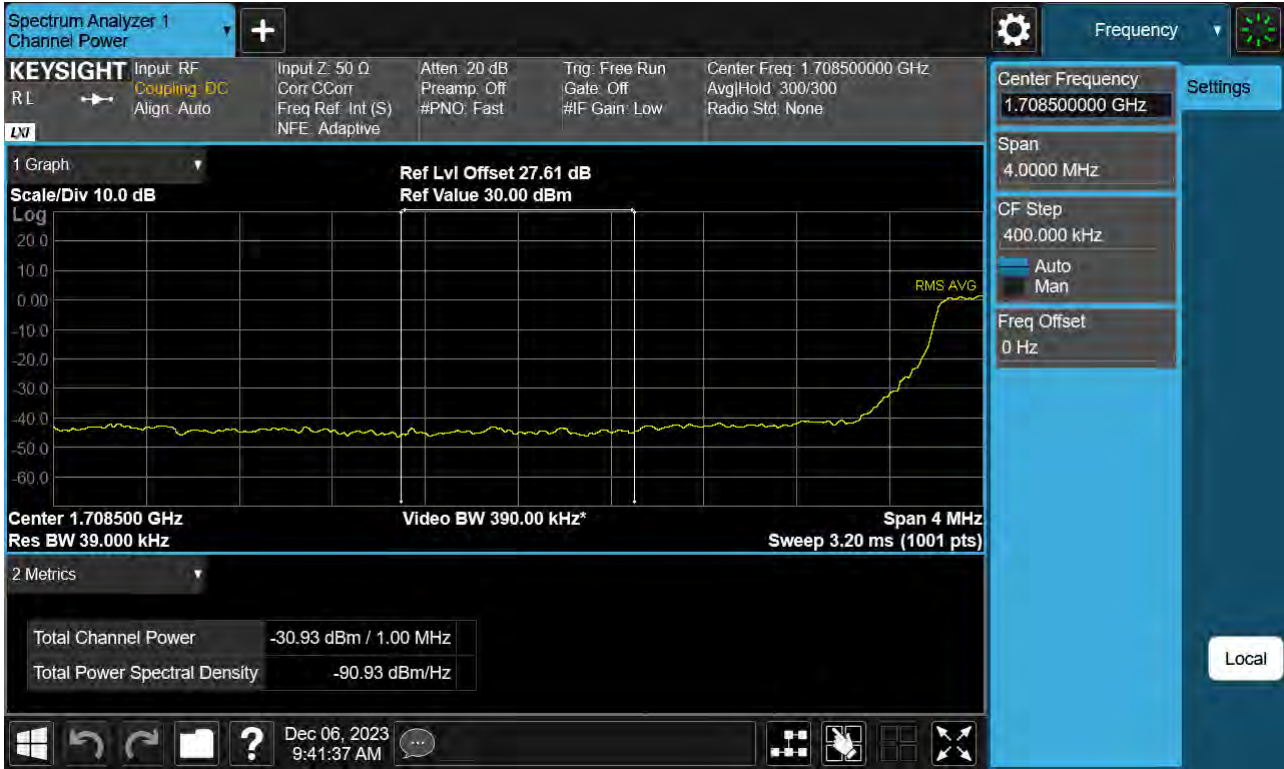 Spectrum Analyzer 1
Channel Power
Frequency
KEYSIGHT
R L
LXI
Input: RF
Coupling: DC
Align: Auto
Input Z: 50 Ω
Corr CCorr
Freq Ref: Int (S)
NFE: Adaptive
Atten: 20 dB
Preamp: Off
#PNO: Fast
Trig: Free Run
Gate: Off
#IF Gain: Low
Center Freq: 1.708500000 GHz
Avg|Hold: 300/300
Radio Std: None
Center Frequency
1.708500000 GHz
Settings
Span
4.0000 MHz
CF Step
400.000 kHz
Auto
Man
Freq Offset
0 Hz
1 Graph
Scale/Div 10.0 dB
Ref Lvl Offset 27.61 dB
Ref Value 30.00 dBm
Log
20.0
10.0
0.00
-10.0
-20.0
-30.0
-40.0
-50.0
-60.0
RMS AVG
Center 1.708500 GHz
Video BW 390.00 kHz*
Span 4 MHz
Res BW 39.000 kHz
Sweep 3.20 ms (1001 pts)
2 Metrics
Total Channel Power -30.93 dBm / 1.00 MHz
Total Power Spectral Density -90.93 dBm/Hz
Local
?
Dec 06, 2023
9:41:37 AM